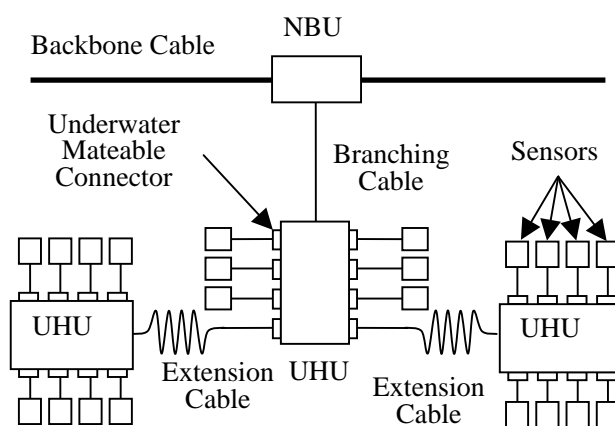 NBU
Backbone Cable
Underwater
Mateable
Connector
Branching
Cable
Sensors
UHU
UHU
UHU
Extension
Cable
Extension
Cable